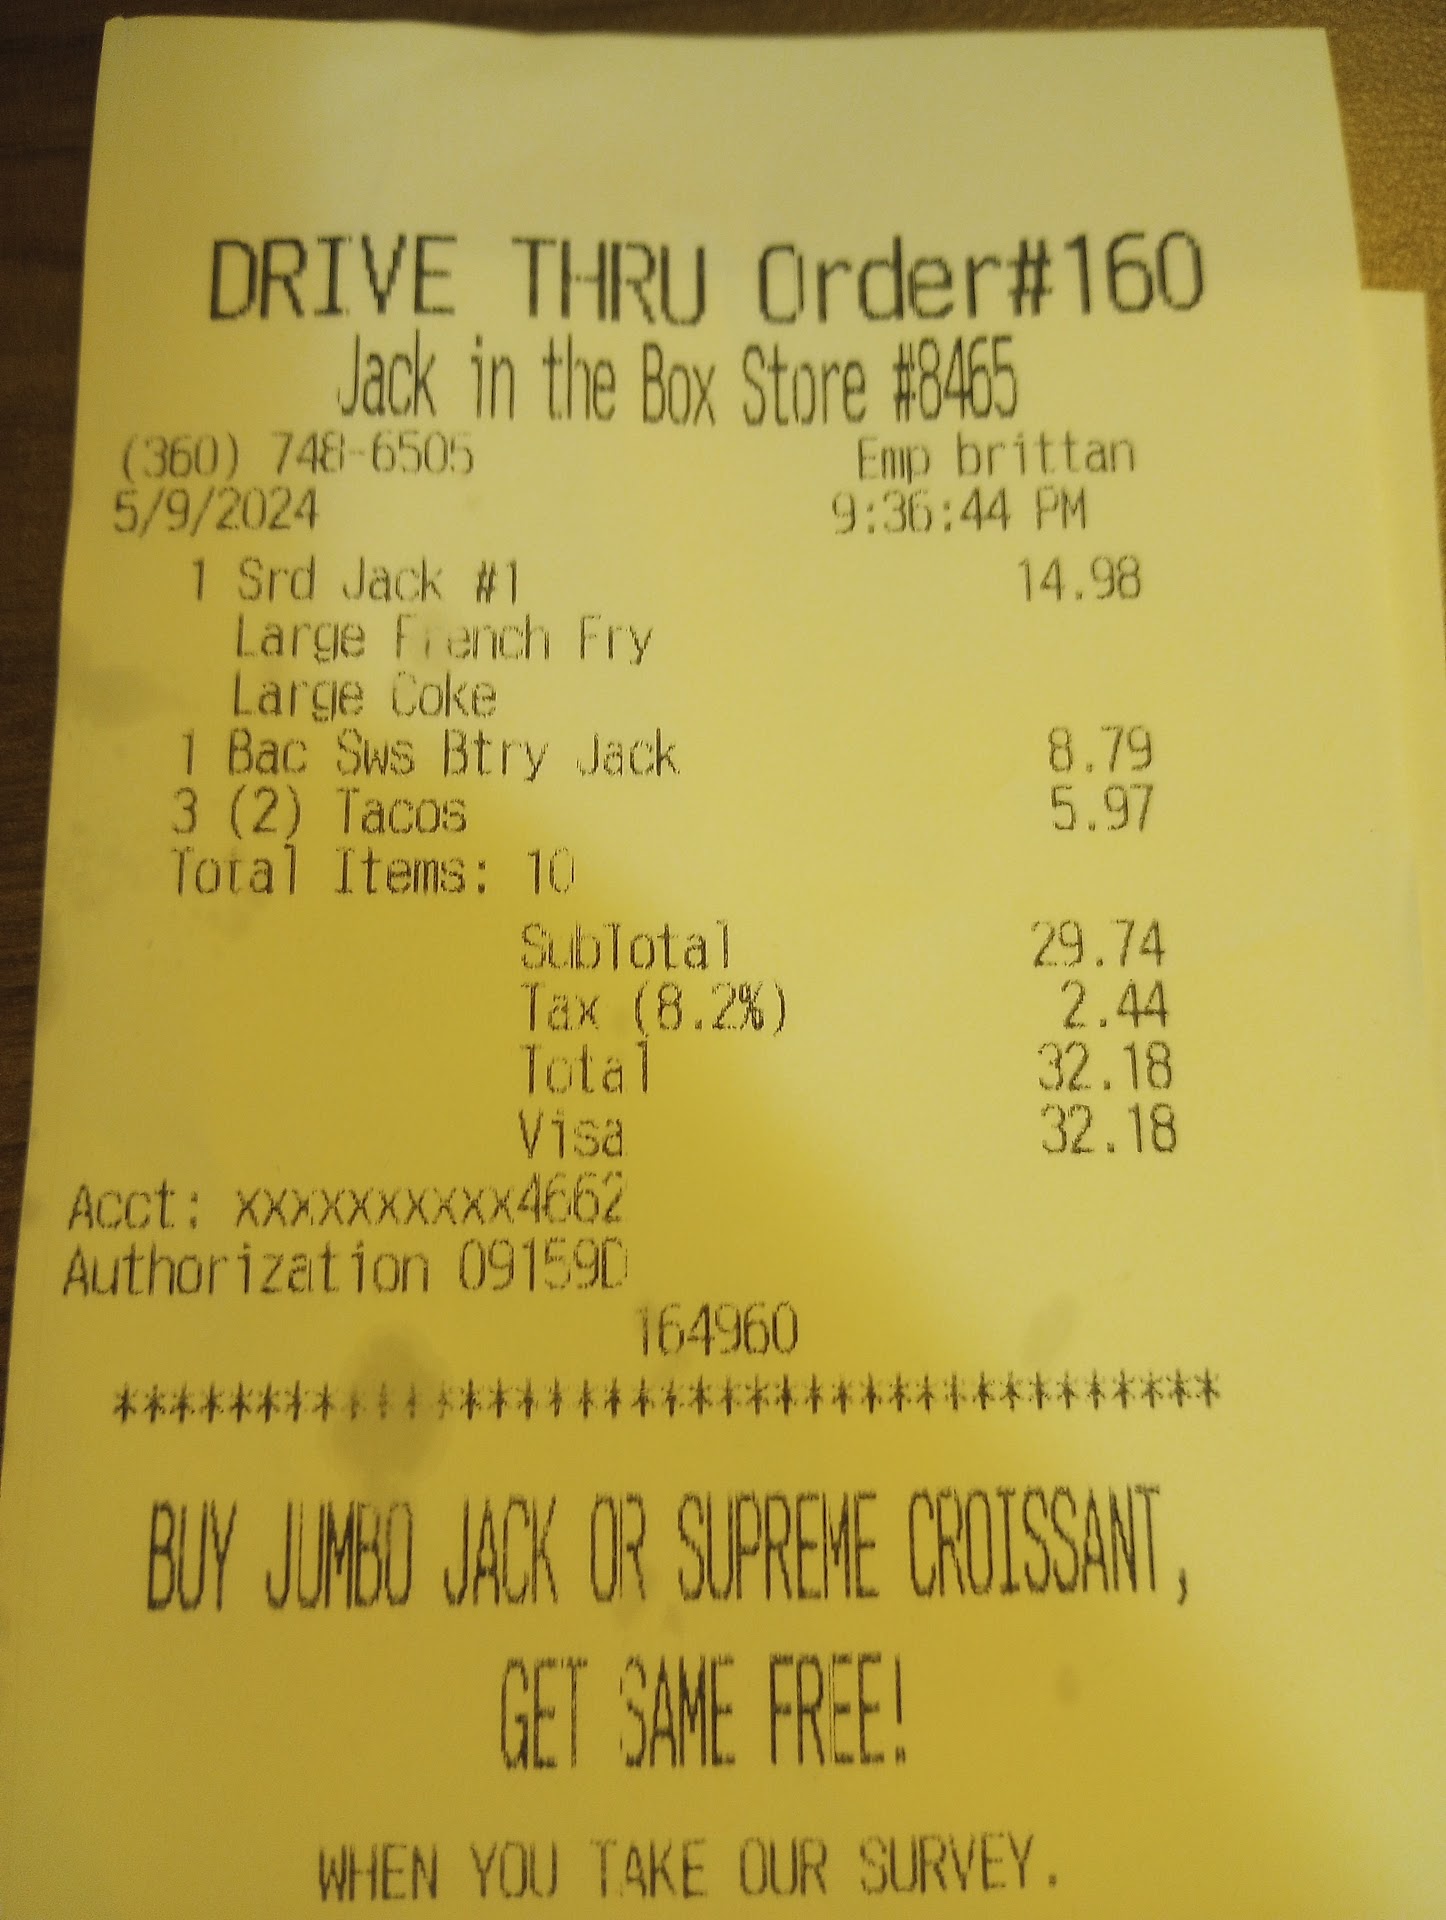 DRIVE THRU Order#160
Jack in the Box Store #8465
(360) 748-6505 Emp brittan
5/9/2024 9:36:44 PM
1 Srd Jack #1 14.98
Large French Fry
Large Coke
1 Bac Sws Btry Jack 8.79
3 (2) Tacos 5.97
Total Items: 10
SubTotal 29.74
Tax (8.2%) 2.44
Total 32.18
Visa 32.18
Acct: xxxxxxxxxx4662
Authorization 09159D
164960
***************************************
BUY JUMBO JACK OR SUPREME CROISSANT,
GET SAME FREE!
WHEN YOU TAKE OUR SURVEY.